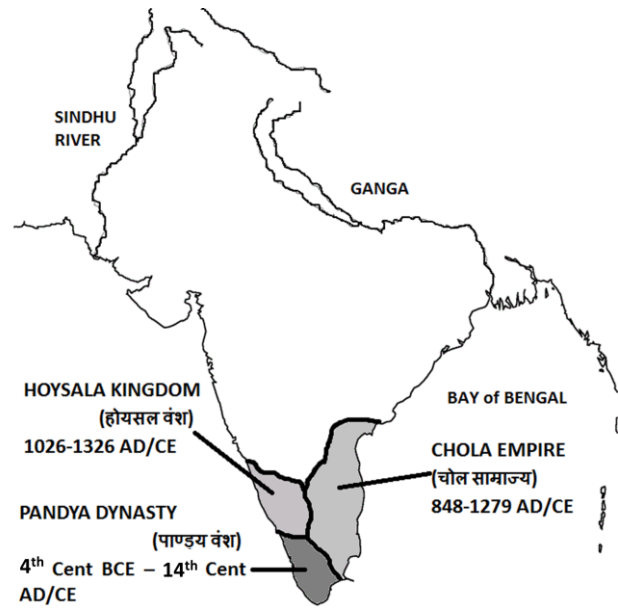 SINDHU
RIVER
GANGA
HOYSALA KINGDOM
(होयसल वंश)
1026-1326 AD/CE
BAY of BENGAL
CHOLA EMPIRE
(चोल साम्राज्य)
848-1279 AD/CE
PANDYA DYNASTY
(पाण्ड्य वंश)
4th Cent BCE – 14th Cent
AD/CE